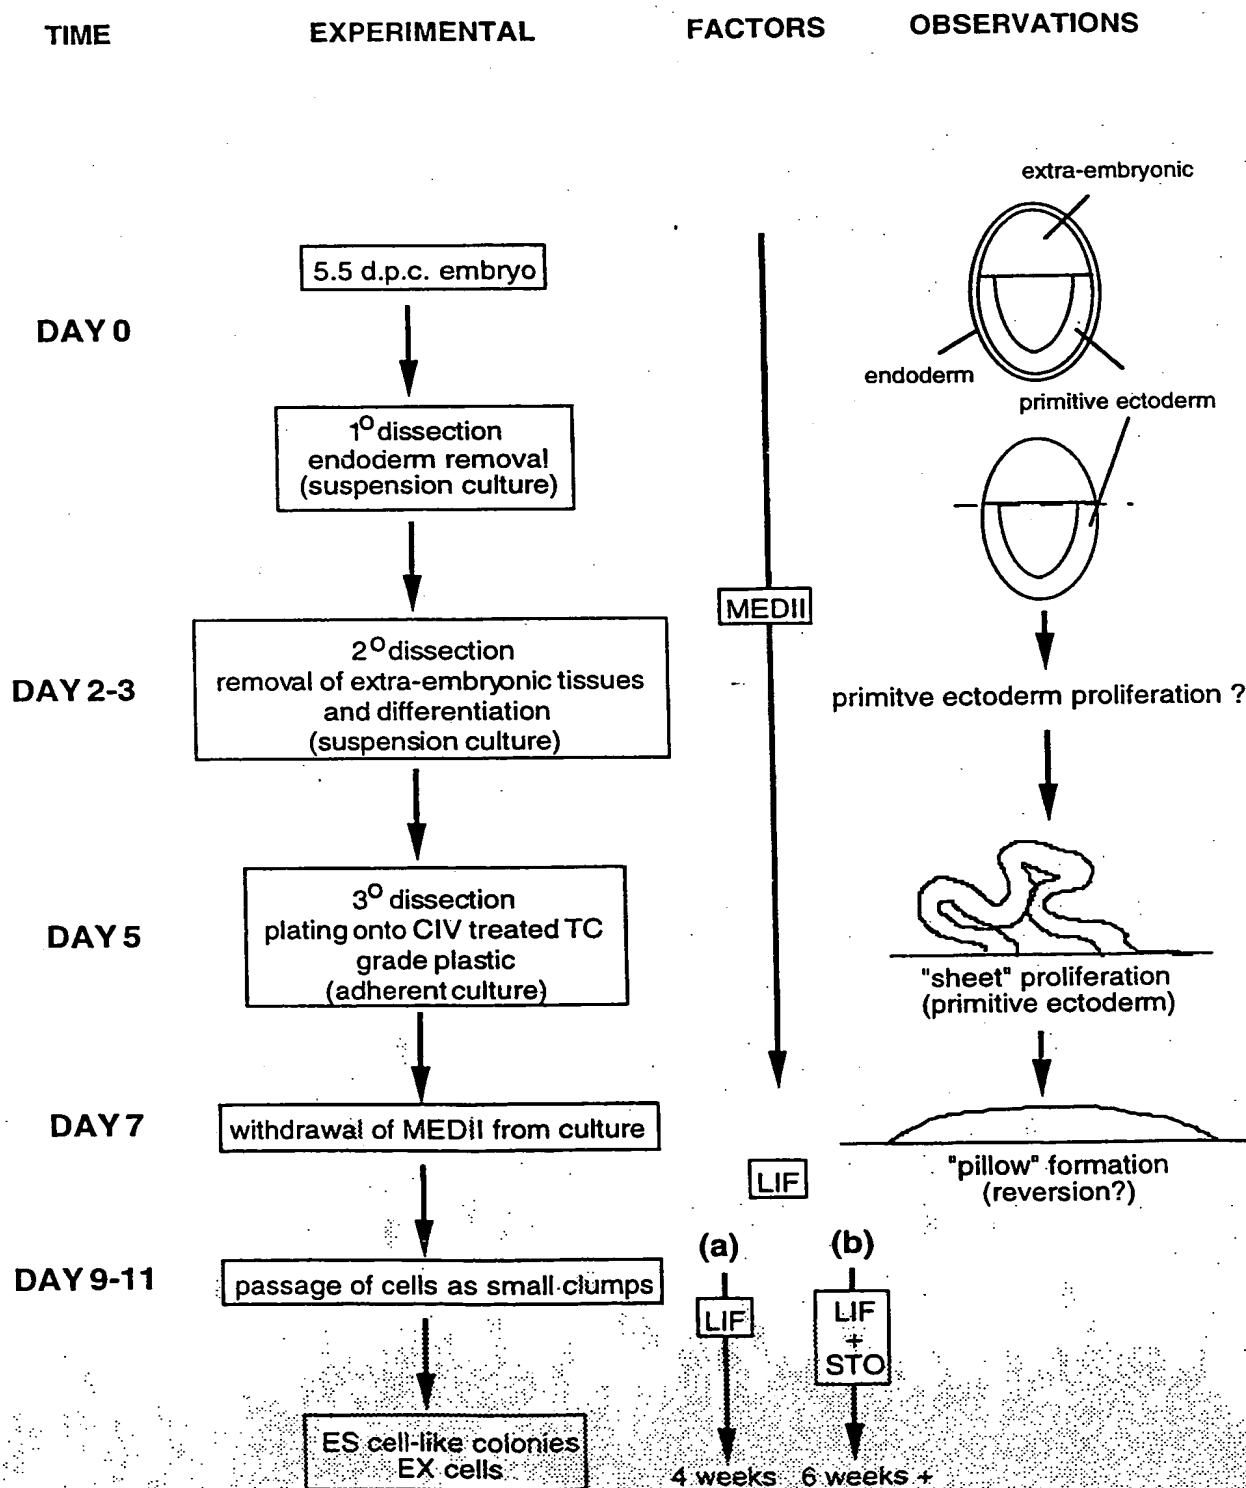 TIME EXPERIMENTAL FACTORS OBSERVATIONS
extra-embryonic
5.5 d.p.c. embryo
DAY 0
endoderm
primitive ectoderm
1º dissection
endoderm removal
(suspension culture)
MEDII
DAY 2-3
2º dissection
removal of extra-embryonic tissues
and differentiation
(suspension culture)
primitve ectoderm proliferation ?
DAY 5
3º dissection
plating onto CIV treated TC
grade plastic
(adherent culture)
"sheet" proliferation
(primitive ectoderm)
DAY 7
withdrawal of MEDII from culture
"pillow" formation
(reversion?)
LIF
DAY 9-11
passage of cells as small clumps
(a)
LIF
(b)
LIF
+
STO
ES cell-like colonies
EX cells
4 weeks
6 weeks +